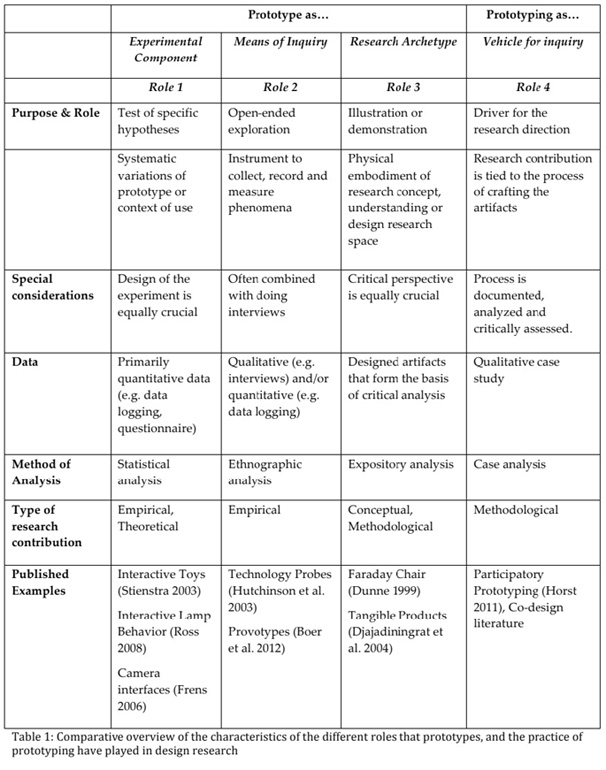 Prototype as…
Prototyping as…
Experimental
Component
Means of Inquiry
Research Archetype
Vehicle for inquiry
Role 1
Role 2
Role 3
Role 4
Purpose & Role
Test of specific
hypotheses
Open-ended
exploration
Illustration or
demonstration
Driver for the
research direction
Systematic
variations of
prototype or
context of use
Instrument to
collect, record and
measure
phenomena
Physical
embodiment of
research concept,
understanding or
design research
space
Research contribution
is tied to the process
of crafting the
artifacts
Special
considerations
Design of the
experiment is
equally crucial
Often combined
with doing
interviews
Critical perspective
is equally crucial
Process is
documented,
analyzed and
critically assessed.
Data
Primarily
quantitative data
(e.g. data
logging,
questionnaire)
Qualitative (e.g.
interviews) and/or
quantitative (e.g.
data logging)
Designed artifacts
that form the basis
of critical analysis
Qualitative case
study
Method of
Analysis
Statistical
analysis
Ethnographic
analysis
Expository analysis
Case analysis
Type of
research
contribution
Empirical,
Theoretical
Empirical
Conceptual,
Methodological
Methodological
Published
Examples
Interactive Toys
(Stienstra 2003)
Interactive Lamp
Behavior (Ross
2008)
Camera
interfaces (Frens
2006)
Technology Probes
(Hutchinson et al.
2003)
Provotypes (Boer
et al. 2012)
Faraday Chair
(Dunne 1999)
Tangible Products
(Djajadiningrat et
al. 2004)
Participatory
Prototyping (Horst
2011), Co-design
literature
Table 1: Comparative overview of the characteristics of the different roles that prototypes, and the practice of
prototyping have played in design research